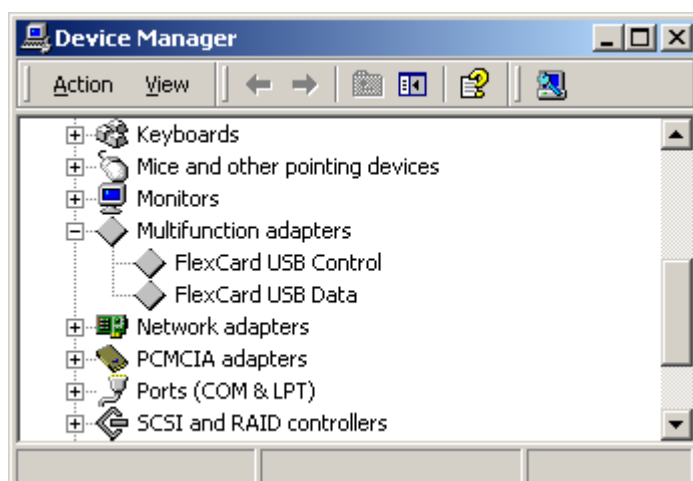 Device Manager
Action View
Keyboards
Mice and other pointing devices
Monitors
Multifunction adapters
FlexCard USB Control
FlexCard USB Data
Network adapters
PCMCIA adapters
Ports (COM & LPT)
SCSI and RAID controllers